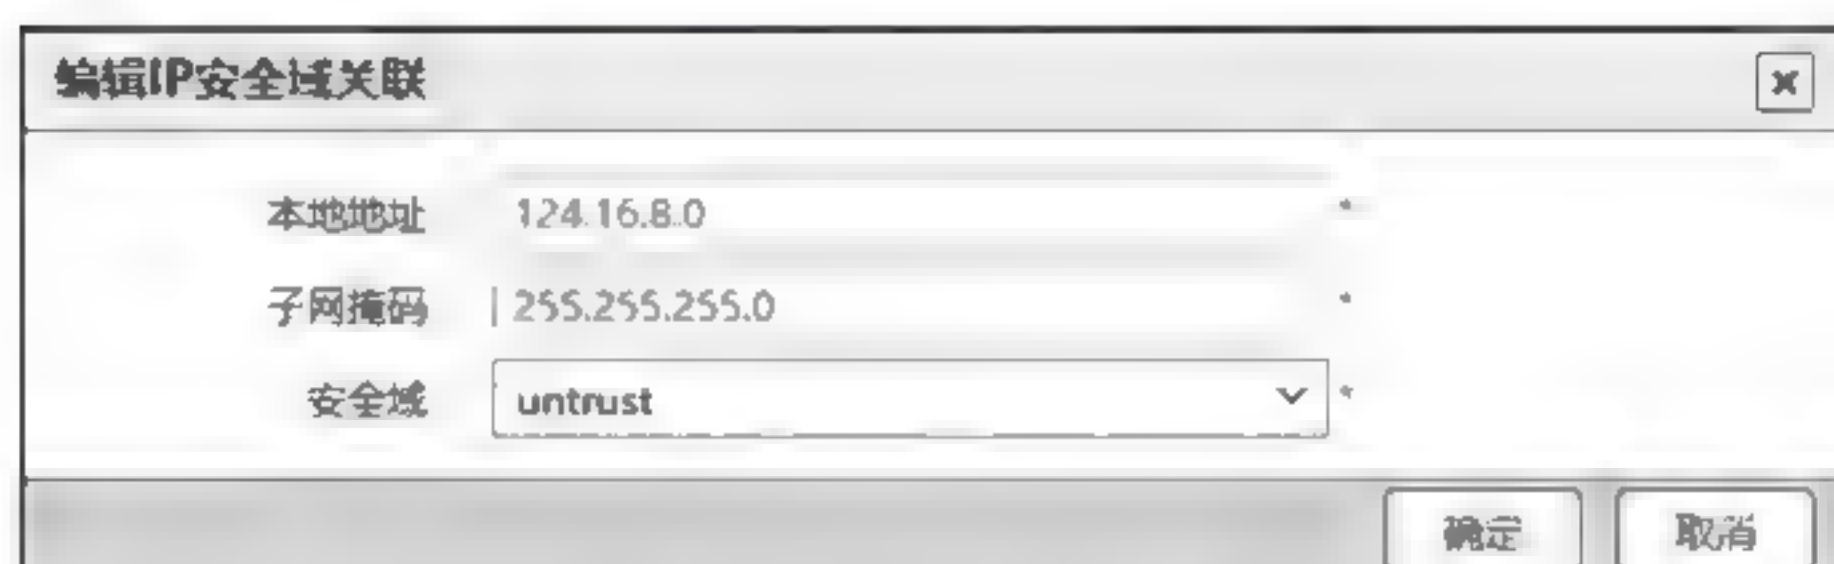 编辑IP安全域关联
本地地址 124.16.8.0 *
子网掩码 255.255.255.0 *
安全域 untrust *
确定 取消